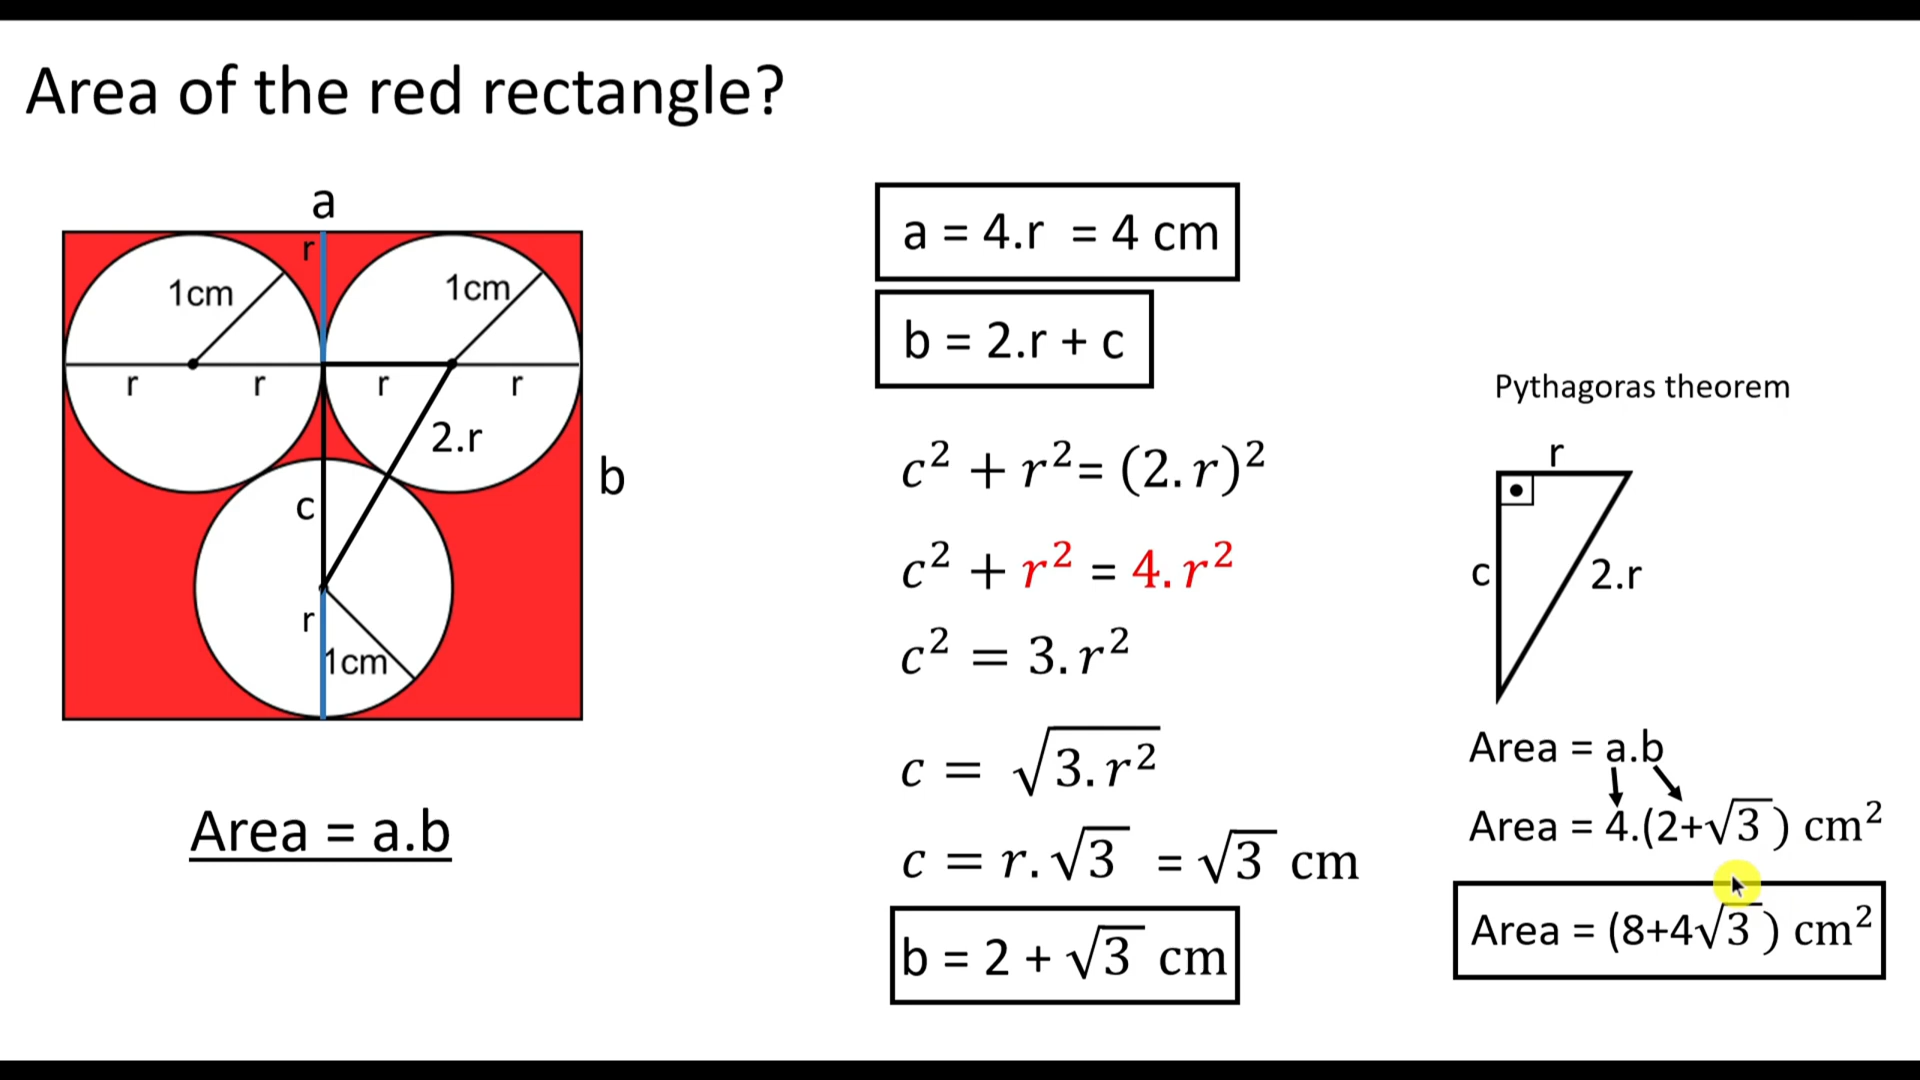 Area of the red rectangle?
a
r
1cm
1cm
r
r
r
r
2.r
b
c
r
1cm
Area = a.b
a = 4.r = 4 cm
b = 2.r + c
c² + r² = (2.r)²
c² + r² = 4.r²
c² = 3.r²
c = √3.r²
c = r.√3 = √3 cm
b = 2 + √3 cm
Pythagoras theorem
r
c
2.r
Area = a.b
Area = 4.(2+√3) cm²
Area = (8+4√3) cm²